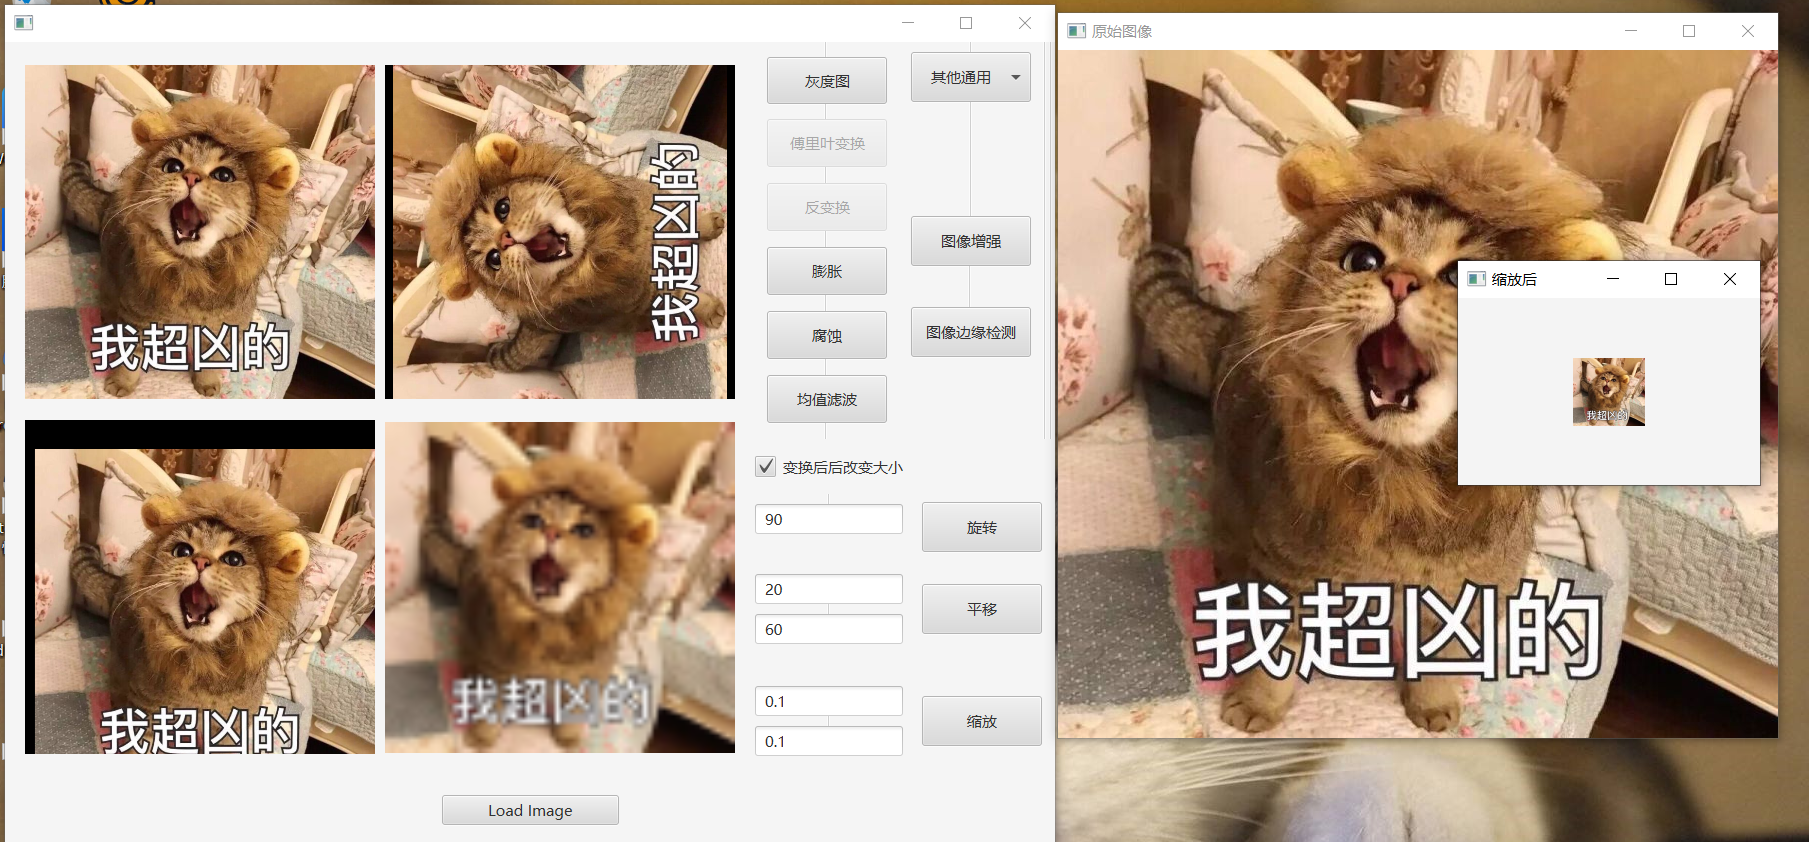 我超凶的
我超凶的
我超凶的
我超凶的
灰度图
傅里叶变换
反变换
膨胀
腐蚀
均值滤波
其他通用
图像增强
图像边缘检测
变换后后改变大小
90
旋转
20
60
平移
0.1
0.1
缩放
Load Image
原始图像
我超凶的
缩放后
我超凶的